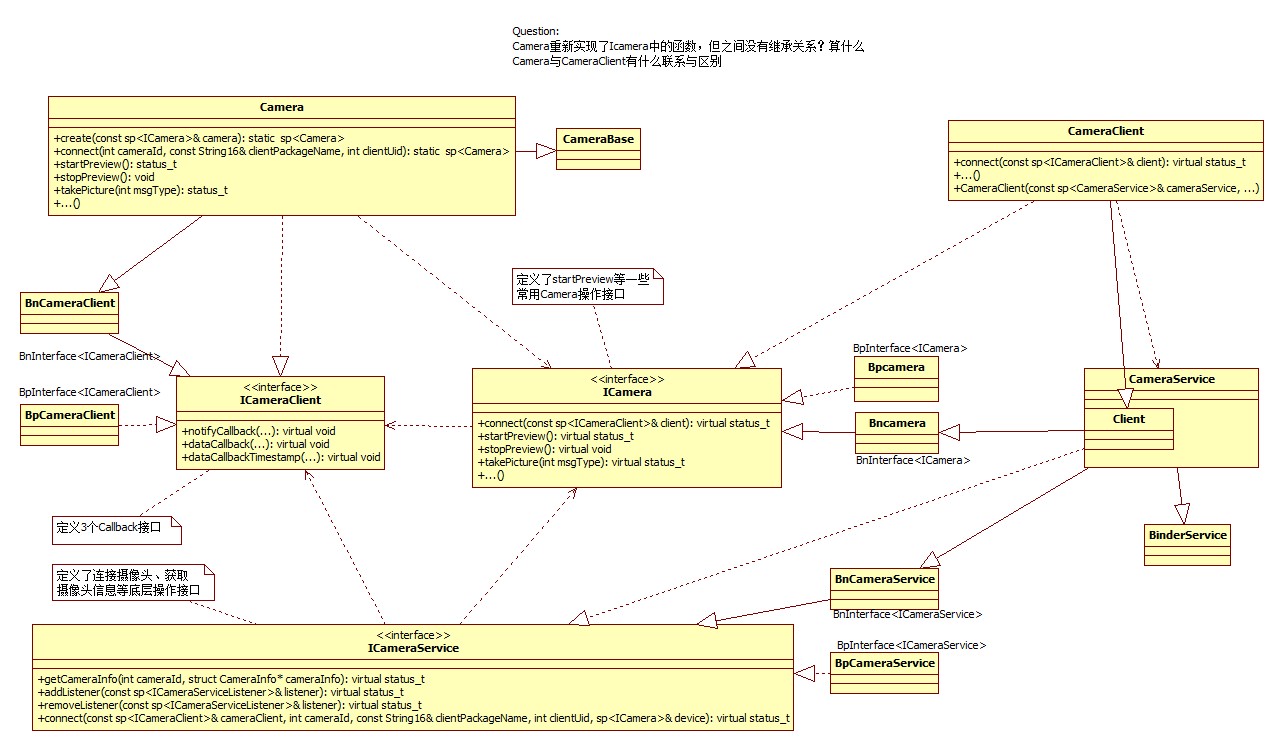 Question:
Camera重新实现了Icamera中的函数，但之间没有继承关系？算什么
Camera与CameraClient有什么联系与区别
Camera
+create(const sp<ICamera>& camera): static sp<Camera>
+connect(int cameraId, const String16& clientPackageName, int clientUid): static sp<Camera>
+startPreview(): status_t
+stopPreview(): void
+takePicture(int msgType): status_t
+...()
CameraBase
CameraClient
+connect(const sp<ICameraClient>& client): virtual status_t
+...()
+CameraClient(const sp<CameraService>& cameraService, ...)
定义了startPreview等一些
常用Camera操作接口
BnCameraClient
BnInterface<ICameraClient>
BpInterface<ICameraClient>
BpCameraClient
<<interface>>
ICameraClient
+notifyCallback(...): virtual void
+dataCallback(...): virtual void
+dataCallbackTimestamp(...): virtual void
<<interface>>
ICamera
+connect(const sp<ICameraClient>& client): virtual status_t
+startPreview(): virtual status_t
+stopPreview(): virtual void
+takePicture(int msgType): virtual status_t
+...()
BpInterface<ICamera>
Bpcamera
Bncamera
BnInterface<ICamera>
CameraService
Client
BinderService
定义3个Callback接口
定义了连接摄像头、获取
摄像头信息等底层操作接口
BnCameraService
BnInterface<ICameraService>
BpInterface<ICameraService>
BpCameraService
<<interface>>
ICameraService
+getCameraInfo(int cameraId, struct CameraInfo* cameraInfo): virtual status_t
+addListener(const sp<ICameraServiceListener>& listener): virtual status_t
+removeListener(const sp<ICameraServiceListener>& listener): virtual status_t
+connect(const sp<ICameraClient>& cameraClient, int cameraId, const String16& clientPackageName, int clientUid, sp<ICamera>& device): virtual status_t